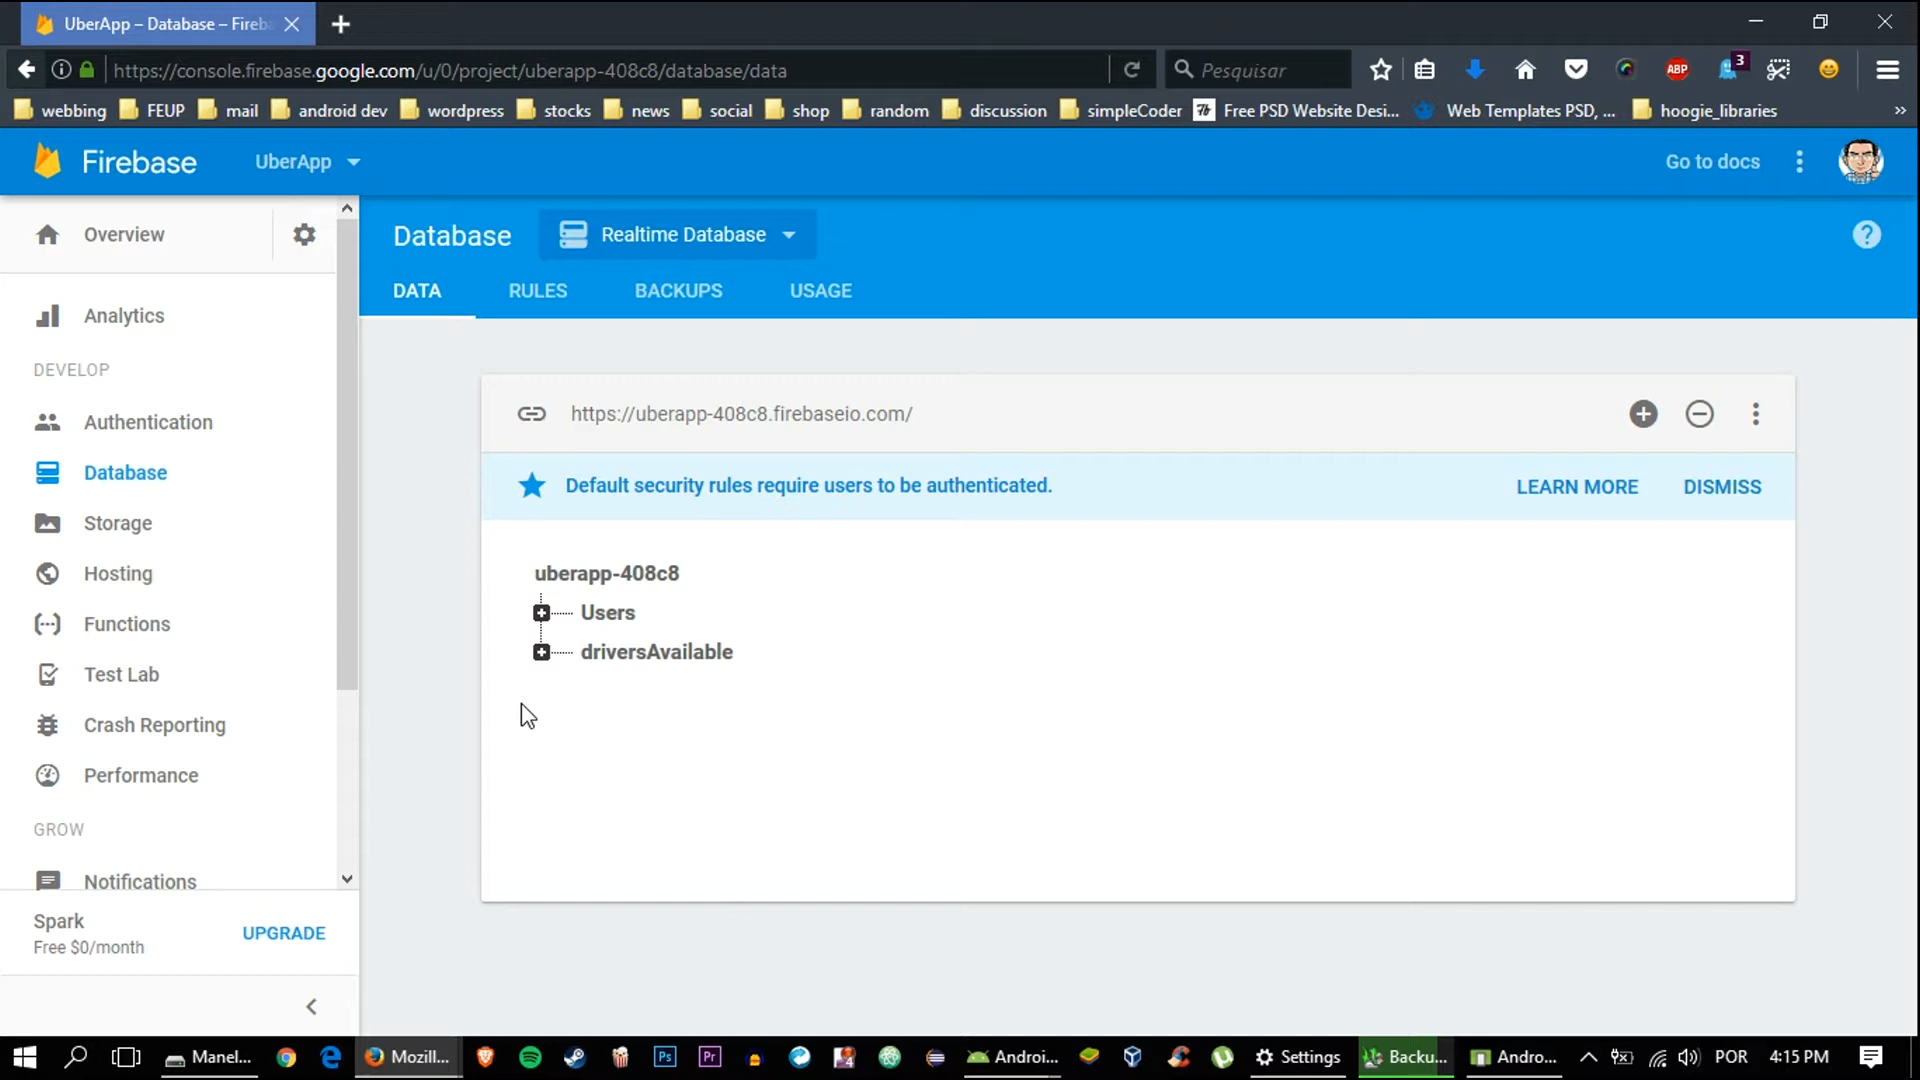 UberApp – Database – Fireb
https://console.firebase.google.com/u/0/project/uberapp-408c8/database/data
Pesquisar
ABP
3
webbing
FEUP
mail
android dev
wordpress
stocks
news
social
shop
random
discussion
simpleCoder
Free PSD Website Desi...
Web Templates PSD, ...
hoogie_libraries
Firebase
UberApp
Go to docs
Overview
Database
Realtime Database
DATA
RULES
BACKUPS
USAGE
Analytics
DEVELOP
Authentication
Database
Storage
Hosting
Functions
Test Lab
Crash Reporting
Performance
GROW
Notifications
Spark
Free $0/month
UPGRADE
https://uberapp-408c8.firebaseio.com/
Default security rules require users to be authenticated.
LEARN MORE
DISMISS
uberapp-408c8
Users
driversAvailable
Manel...
Mozill...
Ps
Pr
Androi...
Settings
Backu...
Andro...
POR
4:15 PM